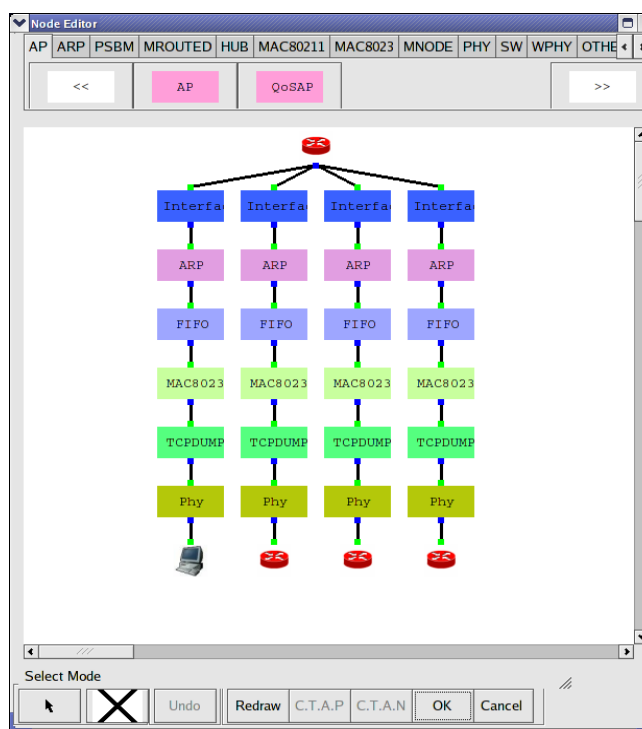 Node Editor
AP ARP PSBM MROUTED HUB MAC80211 MAC8023 MNODE PHY SW WPHY OTHE
<< AP QoSAP >>
Interfa Interfa Interfa Interfa
ARP ARP ARP ARP
FIFO FIFO FIFO FIFO
MAC8023 MAC8023 MAC8023 MAC8023
TCPDUMP TCPDUMP TCPDUMP TCPDUMP
Phy Phy Phy Phy
Select Mode
Undo Redraw C.T.A.P C.T.A.N OK Cancel